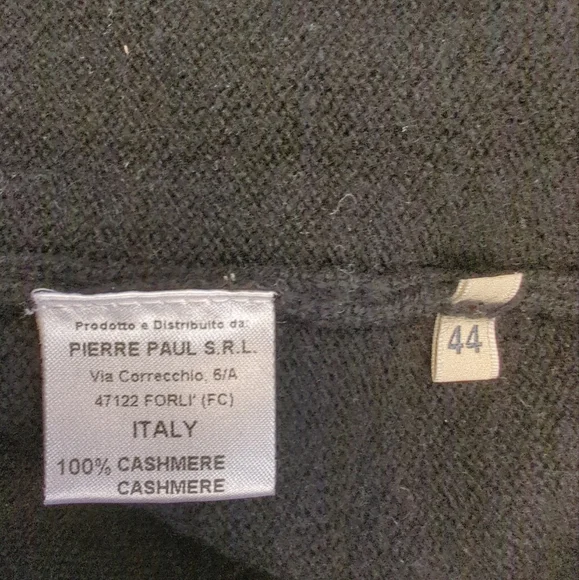 Prodotto e Distribuito da:
PIERRE PAUL S.R.L.
Via Correcchio, 6/A
47122 FORLI' (FC)
ITALY
100% CASHMERE
CASHMERE
44